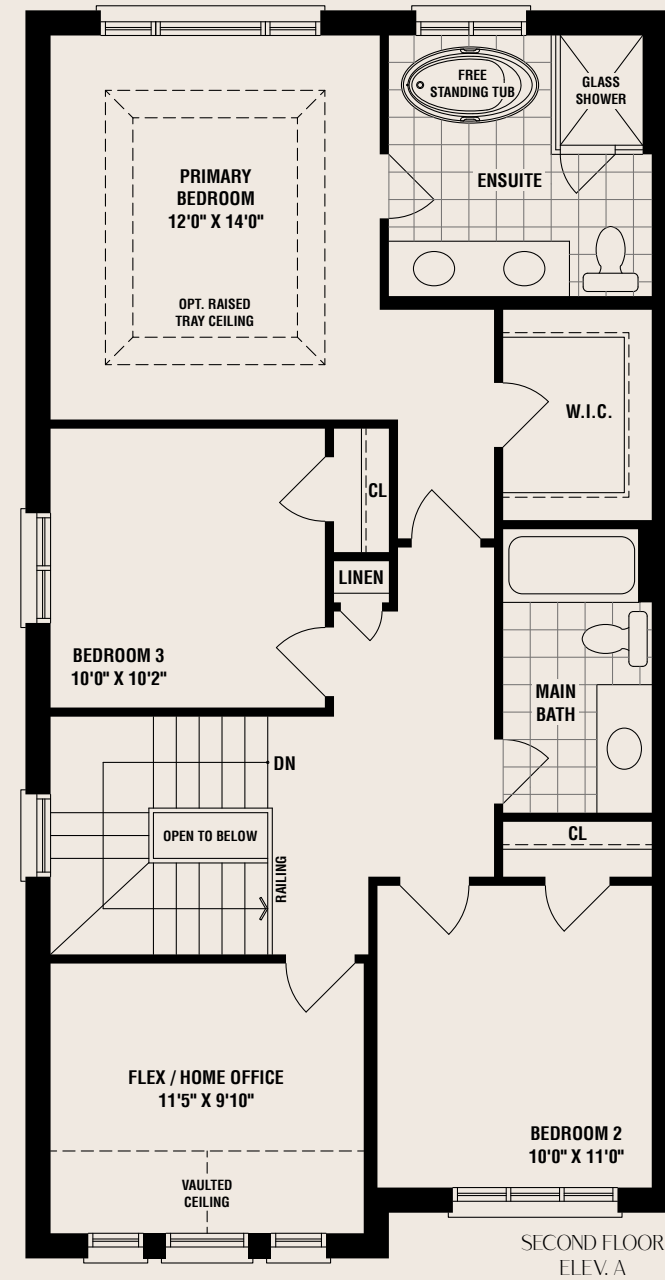 FREE
STANDING TUB
GLASS
SHOWER
PRIMARY
BEDROOM
12'0" X 14'0"
ENSUITE
OPT. RAISED
TRAY CEILING
W.I.C.
CL
LINEN
BEDROOM 3
10'0" X 10'2"
MAIN
BATH
DN
OPEN TO BELOW
RAILING
CL
FLEX / HOME OFFICE
11'5" X 9'10"
BEDROOM 2
10'0" X 11'0"
VAULTED
CEILING
SECOND FLOOR
ELEV. A